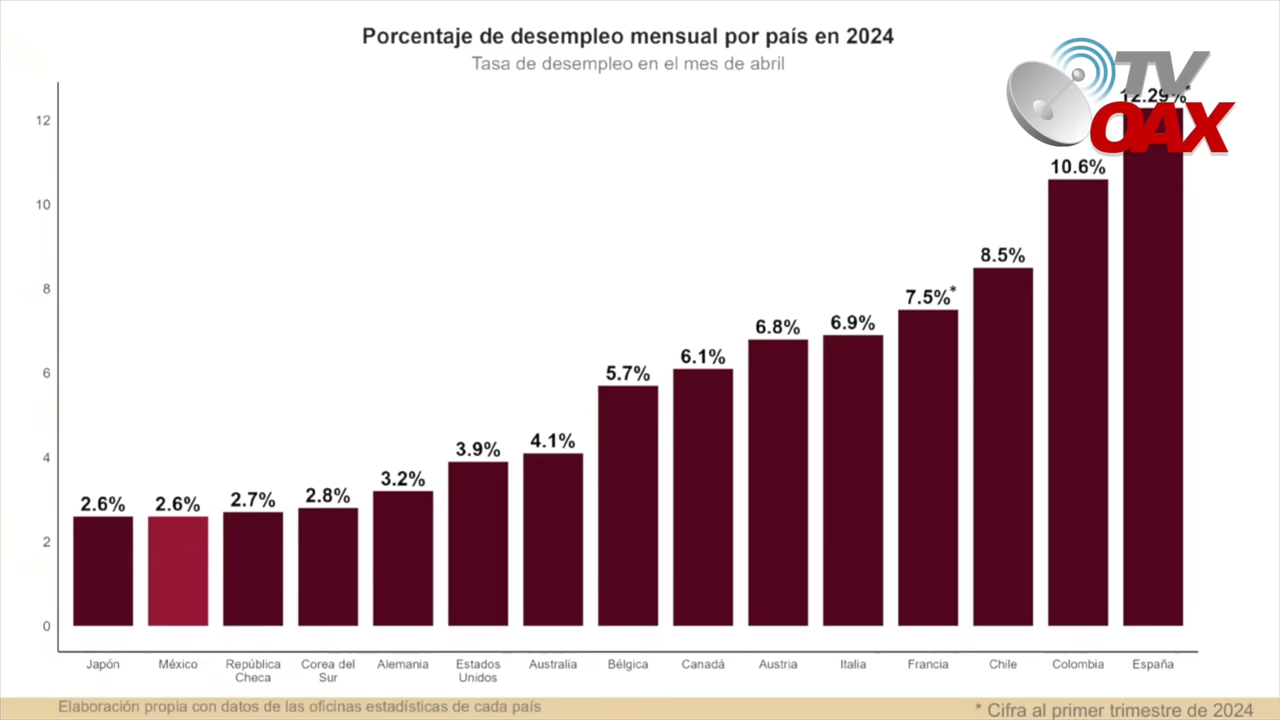 Porcentaje de desempleo mensual por país en 2024
Tasa de desempleo en el mes de abril
TV
OAX
12
10
8
6
4
2
0
2.6%
2.6%
2.7%
2.8%
3.2%
3.9%
4.1%
5.7%
6.1%
6.8%
6.9%
7.5%*
8.5%
10.6%
12.29%*
Japón
México
República
Checa
Corea del
Sur
Alemania
Estados
Unidos
Australia
Bélgica
Canadá
Austria
Italia
Francia
Chile
Colombia
España
Elaboración propia con datos de las oficinas estadísticas de cada país
* Cifra al primer trimestre de 2024